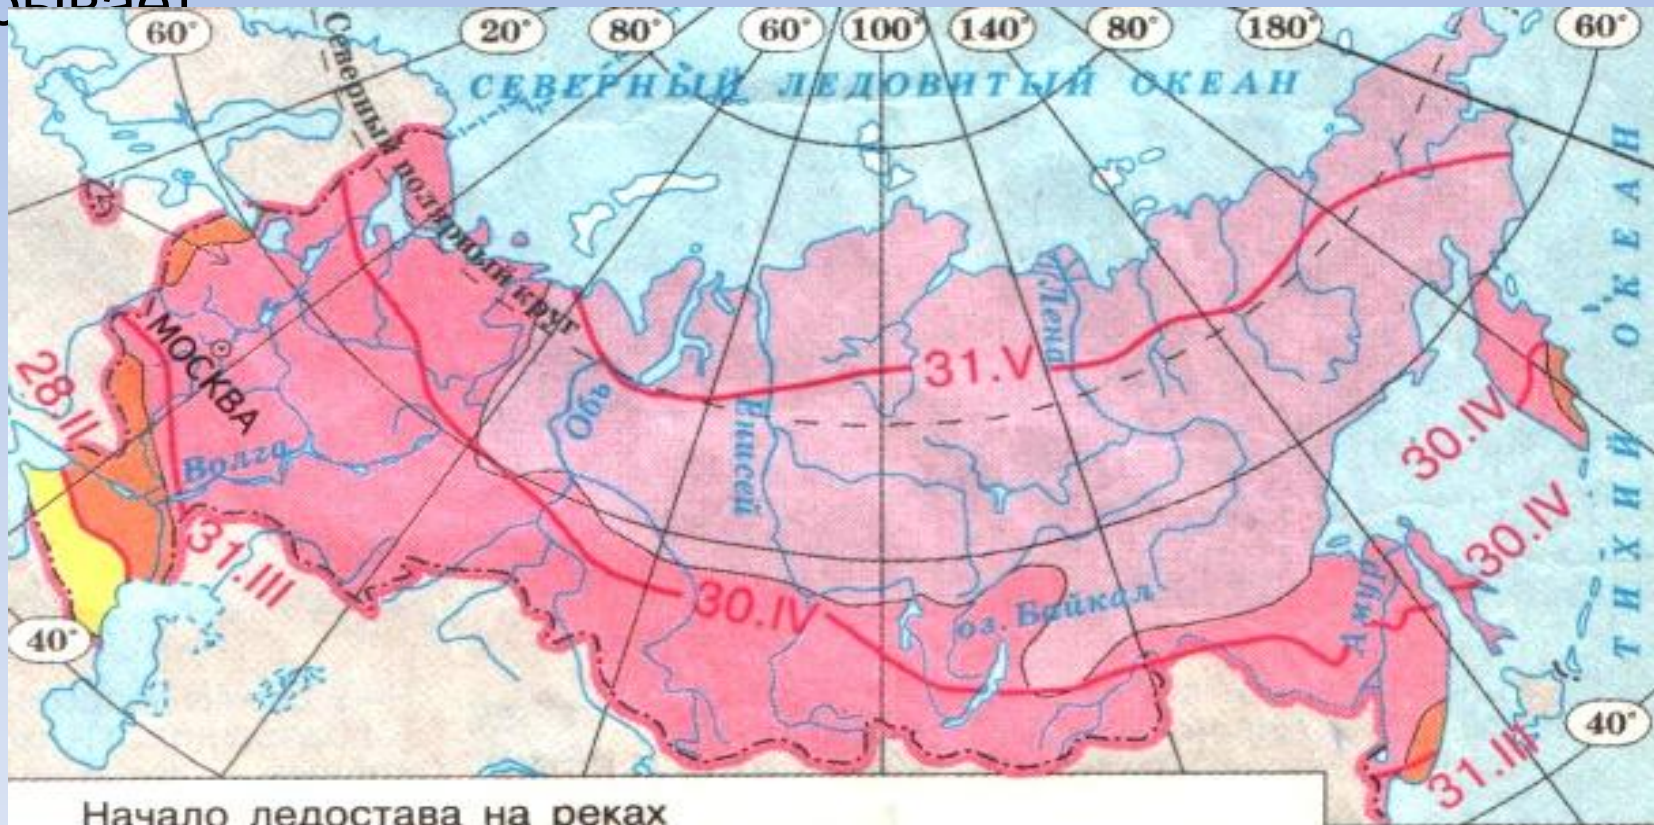 60° 20° 80° 60° 100° 140° 80° 180° 60°
СЕВЕРНЫЙ ЛЕДОВИТЫЙ ОКЕАН
Северный полярный круг
МОСКВА
28.II
Волга
31.III
Обь
Енисей
31.V
Лена
30.IV
оз. Байкал
Амур
30.IV
30.IV
31.III
ТИХИЙ ОКЕАН
40°
40°
Начало ледостава на реках